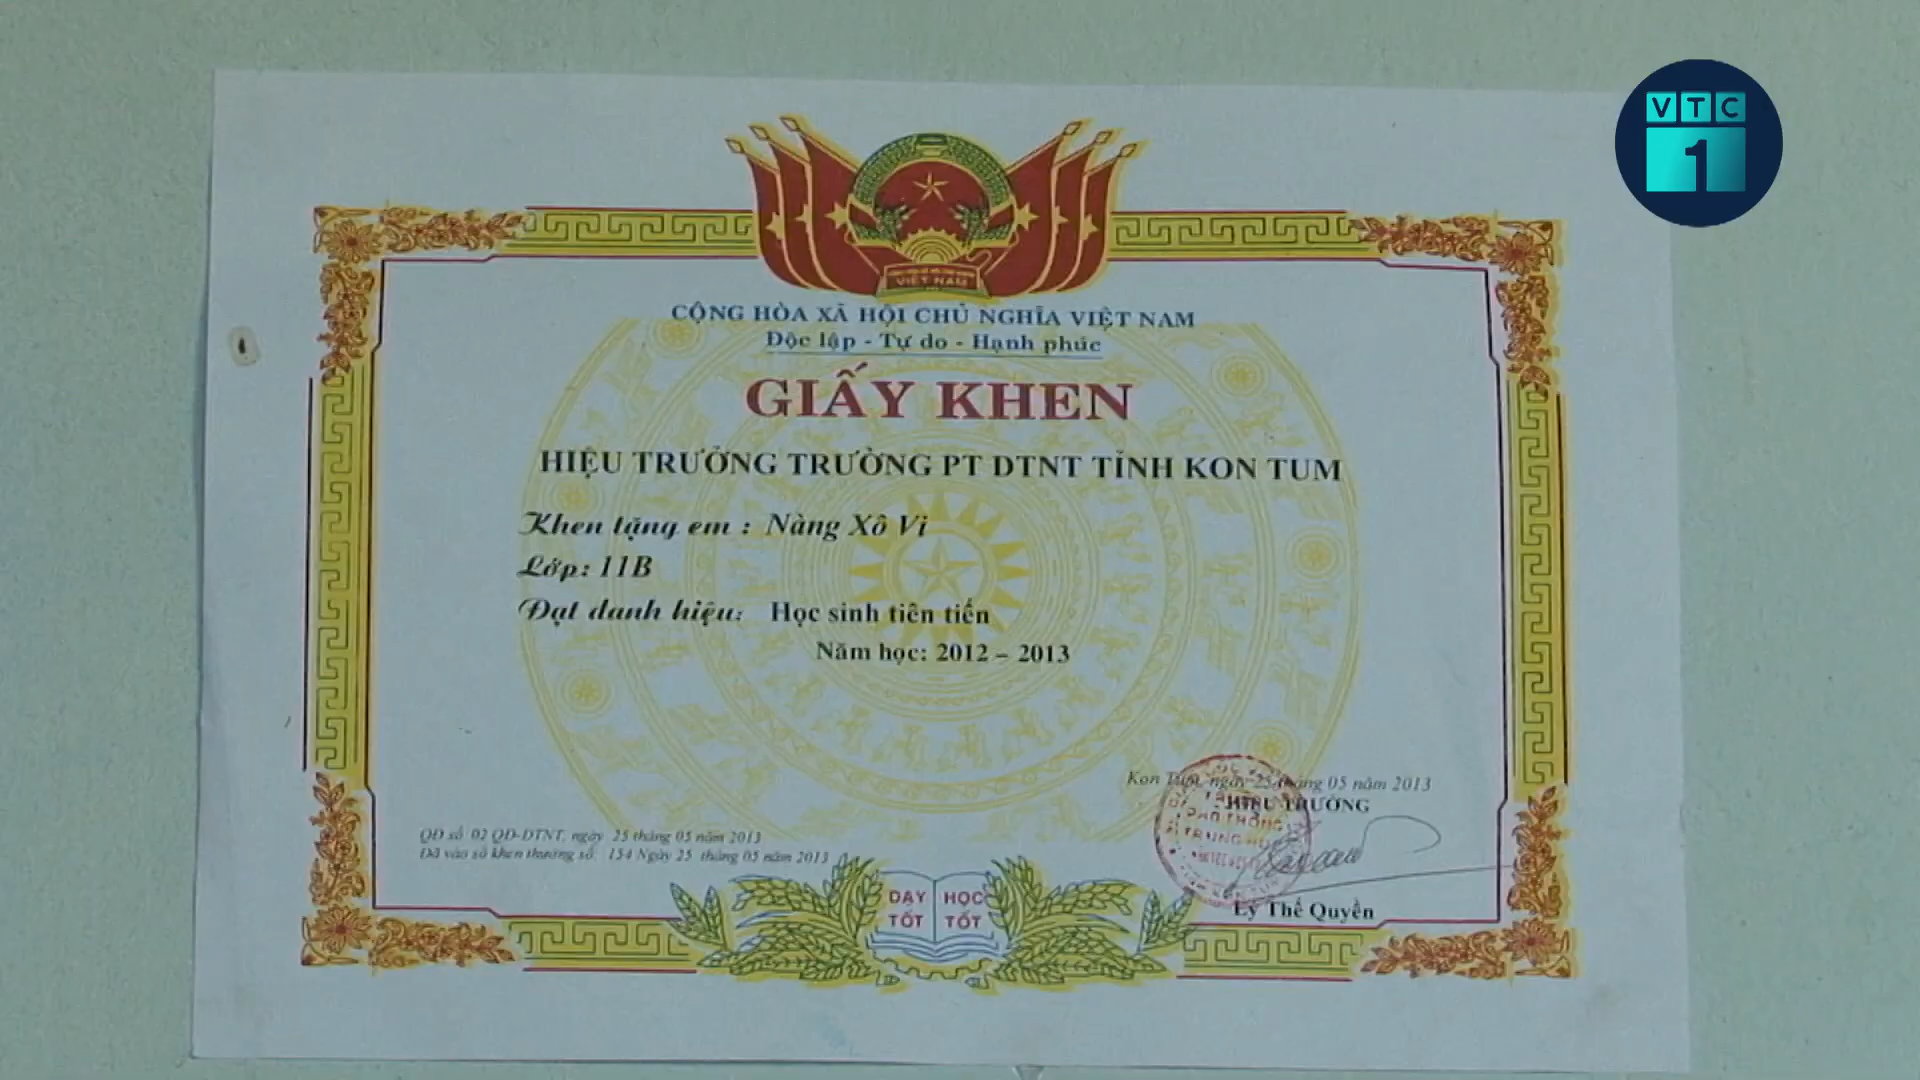 VTC
1
VIỆT NAM
CỘNG HÒA XÃ HỘI CHỦ NGHĨA VIỆT NAM
Độc lập - Tự do - Hạnh phúc
GIẤY KHEN
HIỆU TRƯỞNG TRƯỜNG PT DTNT TỈNH KON TUM
Khen tặng em : Nàng Xô Vi
Lớp: 11B
Đạt danh hiệu: Học sinh tiên tiến
Năm học: 2012 – 2013
Kon Tum, ngày 25 tháng 05 năm 2013
HIỆU TRƯỞNG
QĐ số 02 QĐ-DTNT, ngày 25 tháng 05 năm 2013
Đã vào sổ khen thưởng số: 154 Ngày 25 tháng 05 năm 2013
DẠY HỌC
TỐT TỐT
Lý Thế Quyền